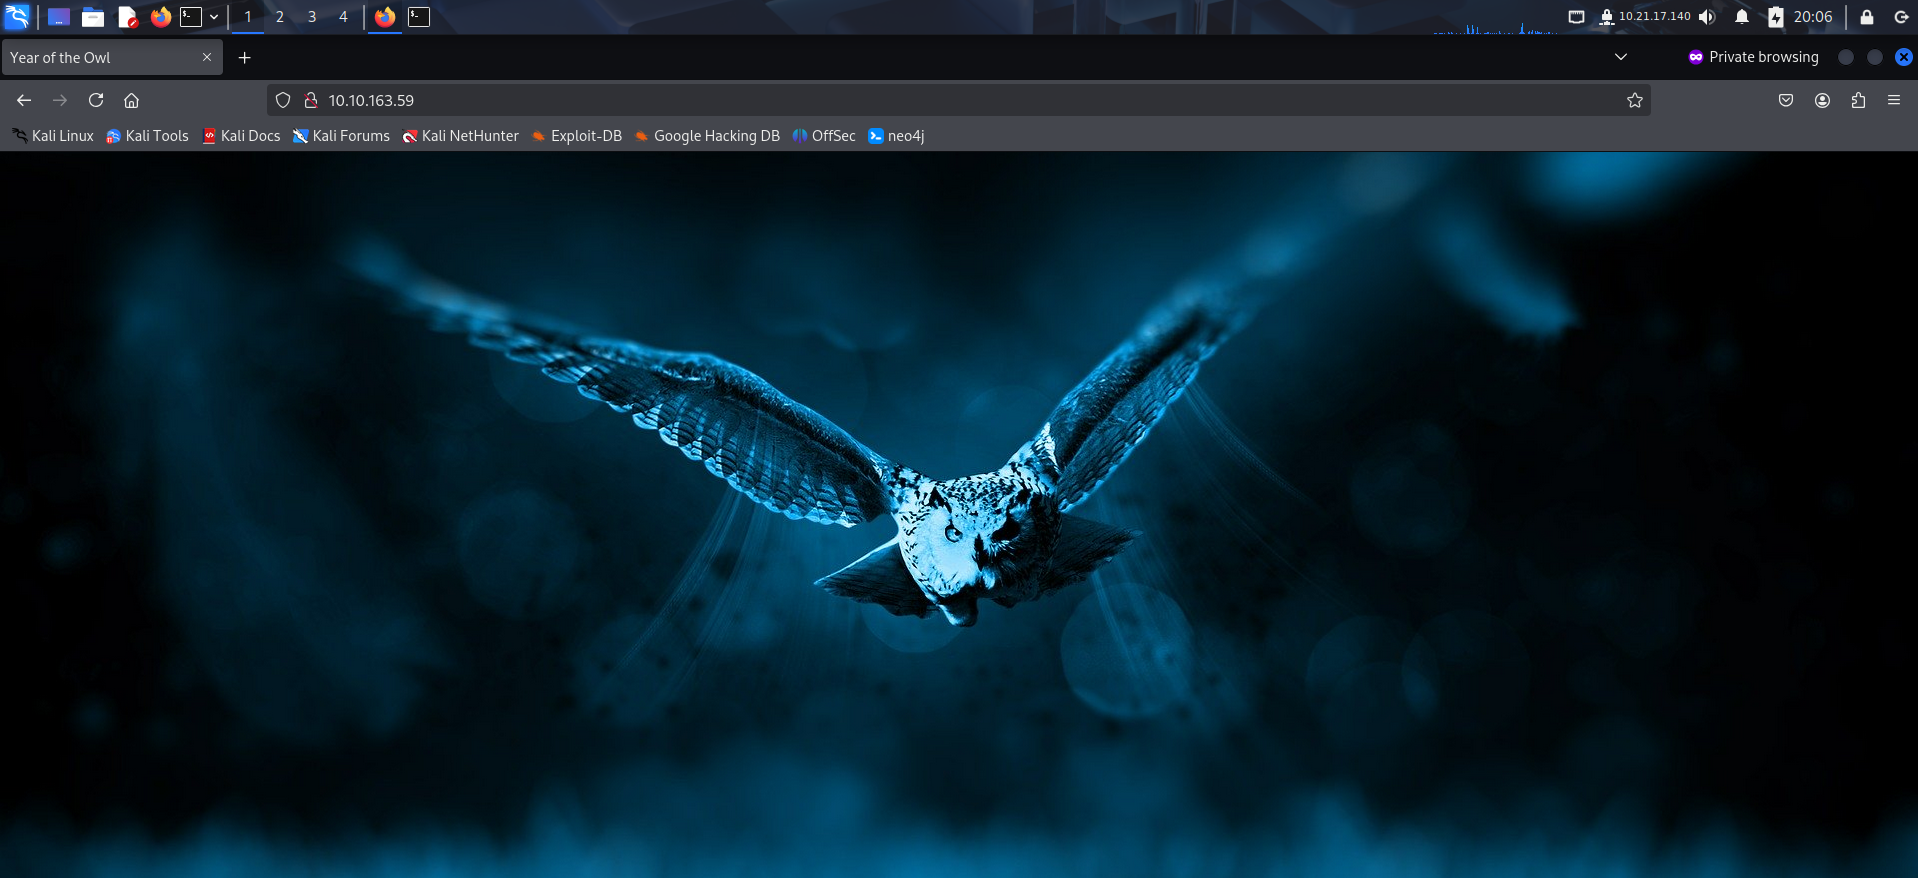 1 2 3 4 10.21.17.140 20:06
Year of the Owl Private browsing
10.10.163.59
Kali Linux Kali Tools Kali Docs Kali Forums Kali NetHunter Exploit-DB Google Hacking DB OffSec neo4j